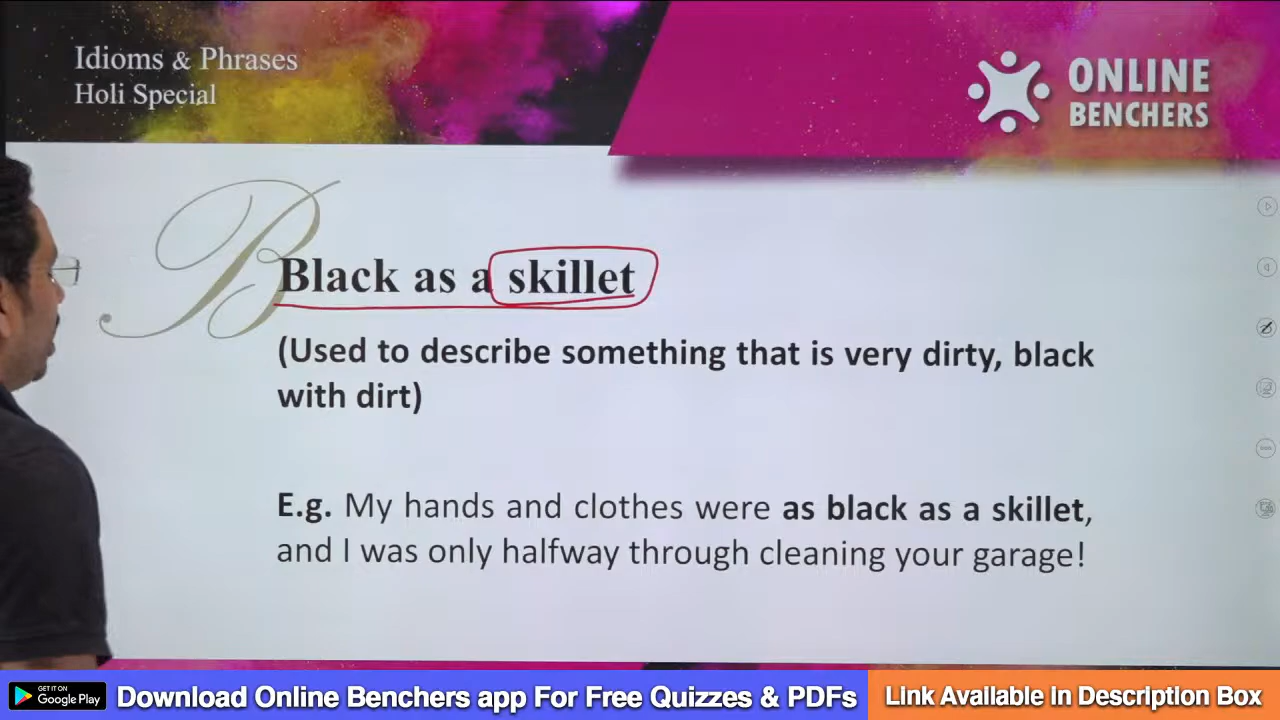 Idioms & Phrases
Holi Special
ONLINE
BENCHERS
Black as a skillet
(Used to describe something that is very dirty, black
with dirt)
E.g. My hands and clothes were as black as a skillet,
and I was only halfway through cleaning your garage!
GET IT ON
Google Play
Download Online Benchers app For Free Quizzes & PDFs
Link Available In Description Box